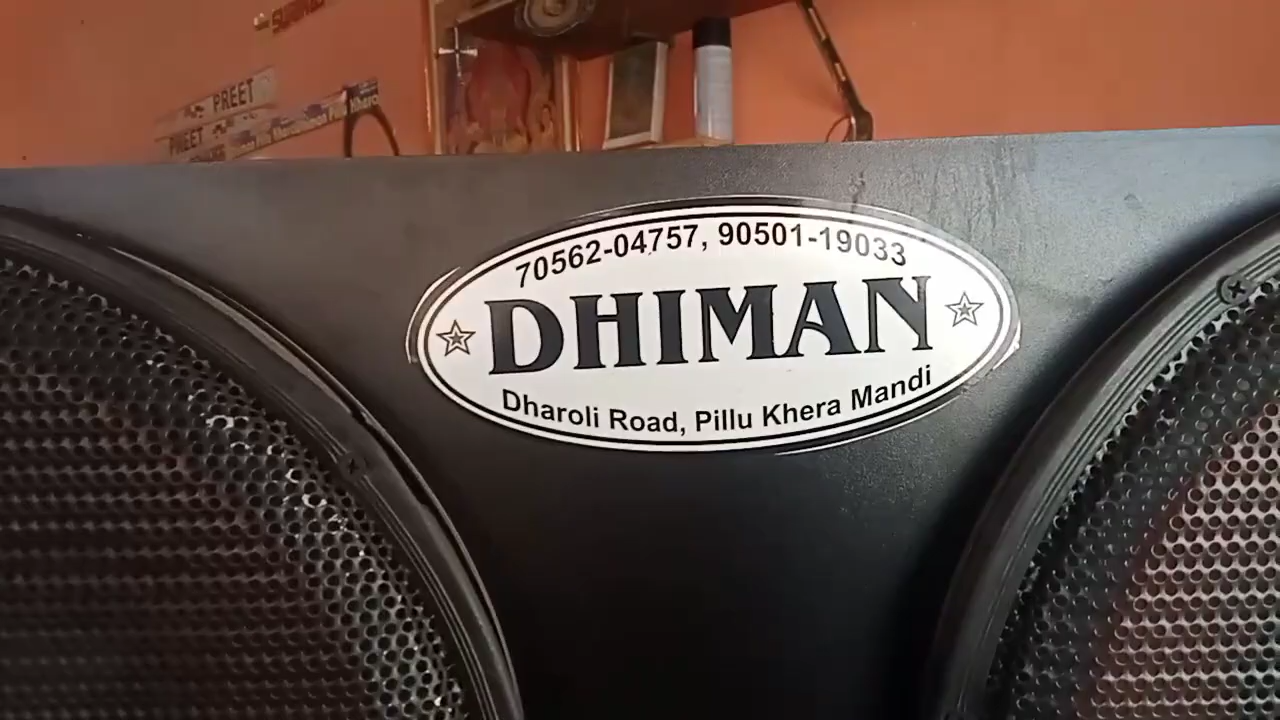 PREET
PREET
70562-04757, 90501-19033
DHIMAN
Dharoli Road, Pillu Khera Mandi